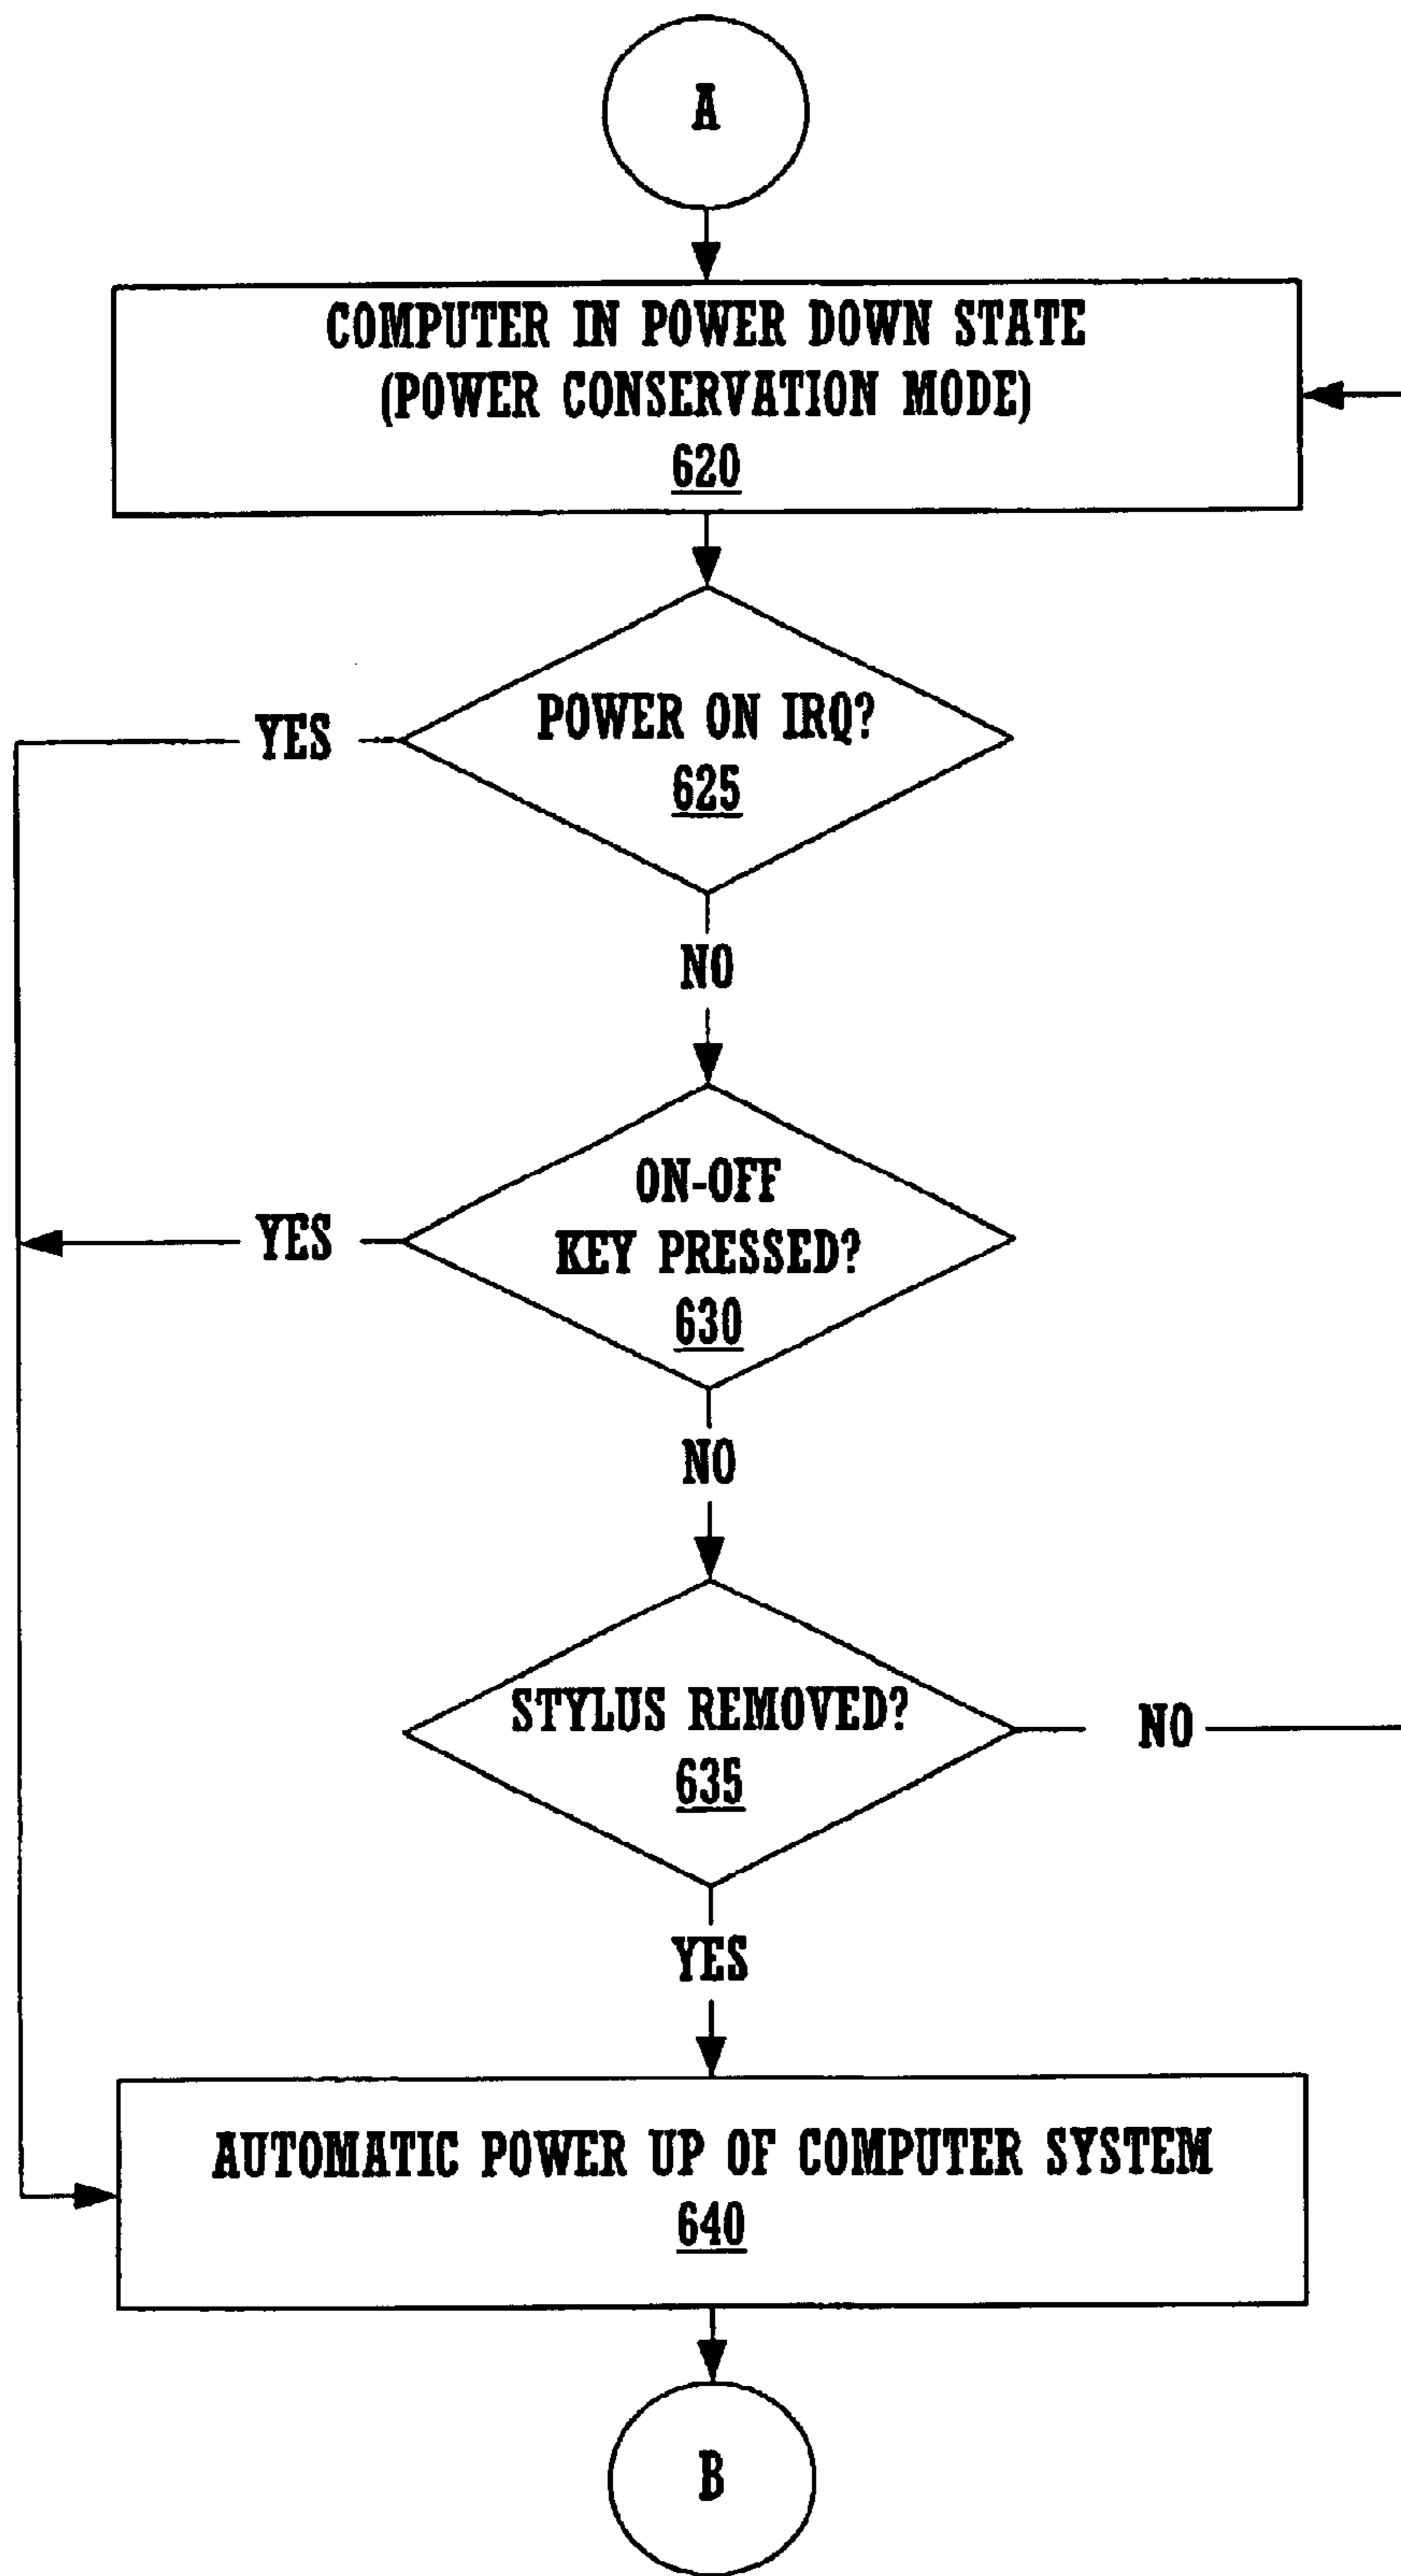 A
COMPUTER IN POWER DOWN STATE
(POWER CONSERVATION MODE)
620
POWER ON IRQ?
625
YES
NO
ON-OFF
KEY PRESSED?
630
YES
NO
STYLUS REMOVED?
635
NO
YES
AUTOMATIC POWER UP OF COMPUTER SYSTEM
640
B